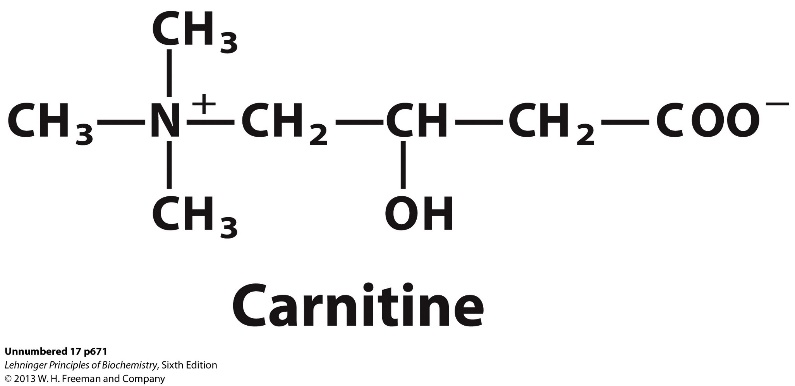 CH₃
CH₃—N⁺—CH₂—CH—CH₂—COO⁻
CH₃ OH
Carnitine
Unnumbered 17 p671
Lehninger Principles of Biochemistry, Sixth Edition
© 2013 W. H. Freeman and Company